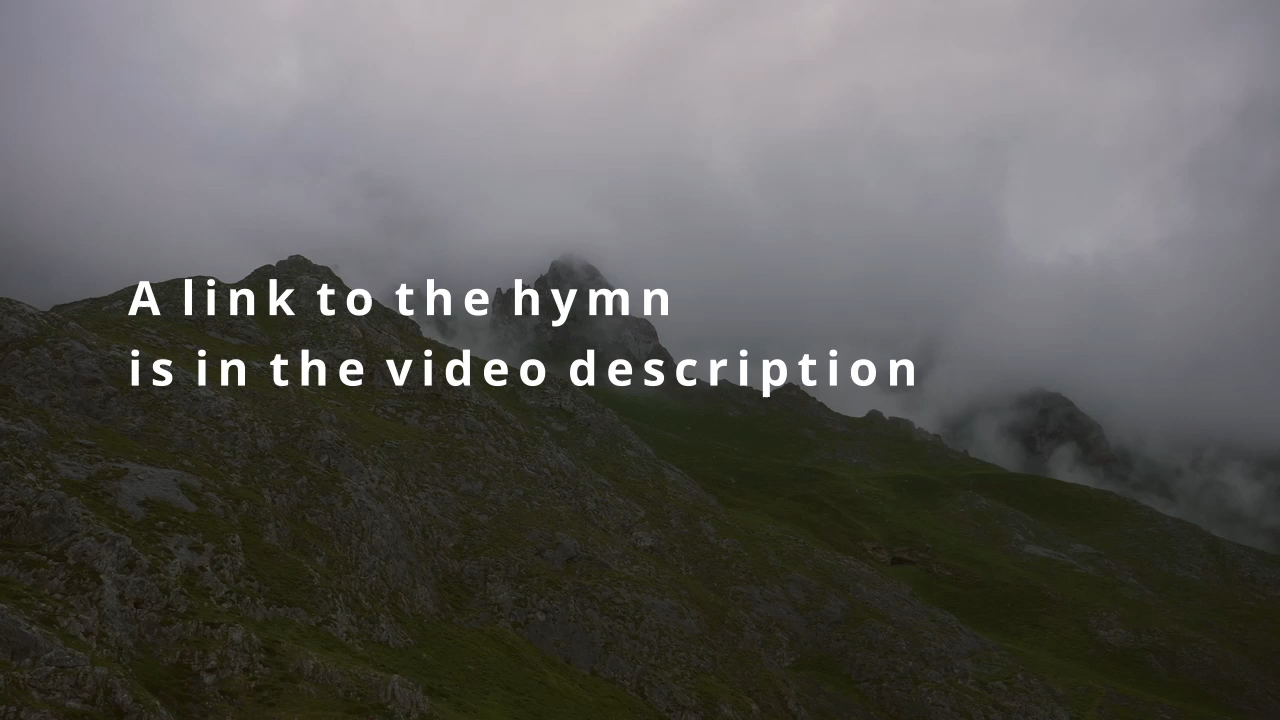 A link to the hymn
is in the video description